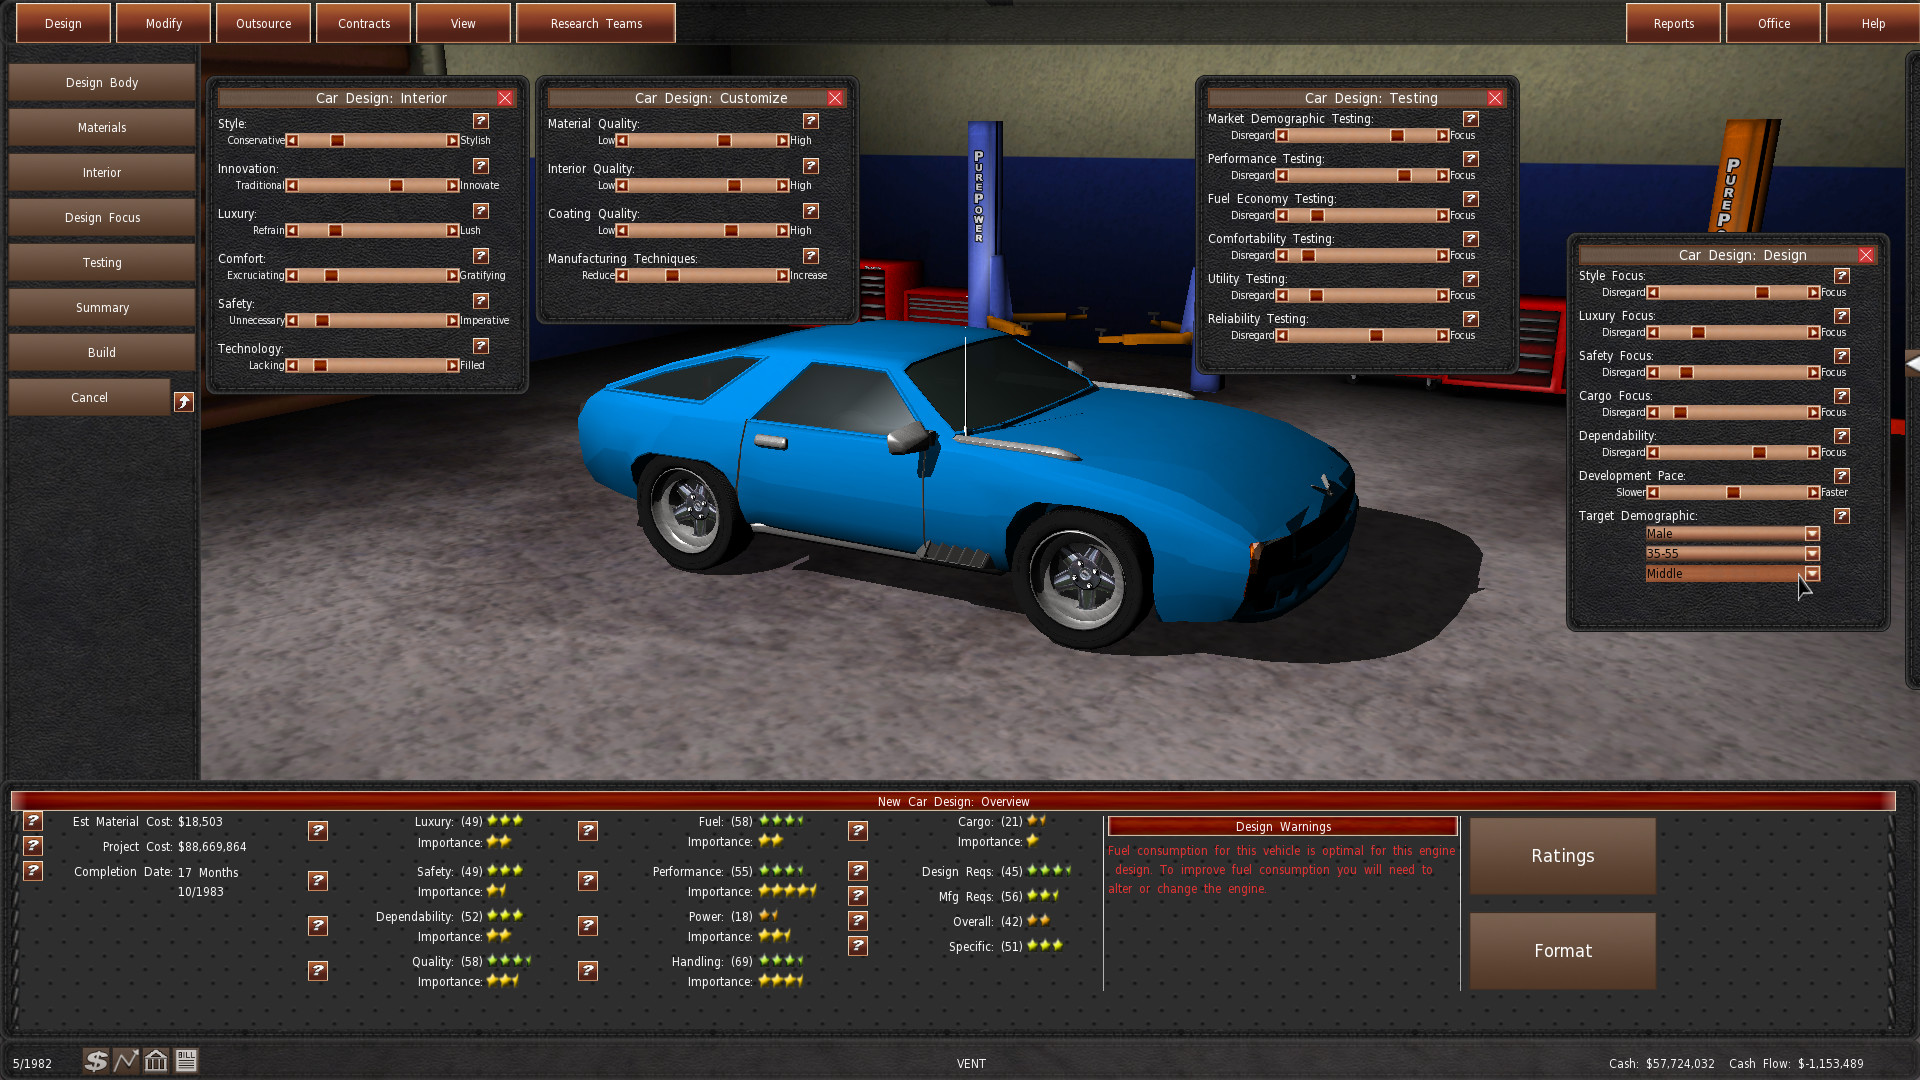 Design Modify Outsource Contracts View Research Teams Reports Office Help
Design Body
Materials
Interior
Design Focus
Testing
Summary
Build
Cancel
Car Design: Interior
Style:
Conservative Stylish
Innovation:
Traditional Innovate
Luxury:
Refrain Lush
Comfort:
Excruciating Gratifying
Safety:
Unnecessary Imperative
Technology:
Lacking Filled
Car Design: Customize
Material Quality:
Low High
Interior Quality:
Low High
Coating Quality:
Low High
Manufacturing Techniques:
Reduce Increase
PUREPOWER
Car Design: Testing
Market Demographic Testing:
Disregard Focus
Performance Testing:
Disregard Focus
Fuel Economy Testing:
Disregard Focus
Comfortability Testing:
Disregard Focus
Utility Testing:
Disregard Focus
Reliability Testing:
Disregard Focus
PUREP
Car Design: Design
Style Focus:
Disregard Focus
Luxury Focus:
Disregard Focus
Safety Focus:
Disregard Focus
Cargo Focus:
Disregard Focus
Dependability:
Disregard Focus
Development Pace:
Slower Faster
Target Demographic:
Male
35-55
Middle
New Car Design: Overview
Est Material Cost: $18,503
Project Cost: $88,669,864
Completion Date: 17 Months
10/1983
Luxury: (49)
Importance:
Safety: (49)
Importance:
Dependability: (52)
Importance:
Quality: (58)
Importance:
Fuel: (58)
Importance:
Performance: (55)
Importance:
Power: (18)
Importance:
Handling: (69)
Importance:
Cargo: (21)
Importance:
Design Reqs: (45)
Mfg Reqs: (56)
Overall: (42)
Specific: (51)
Design Warnings
Fuel consumption for this vehicle is optimal for this engine
design. To improve fuel consumption you will need to
alter or change the engine.
Ratings
Format
5/1982
BILL
VENT
Cash: $57,724,032 Cash Flow: $-1,153,489